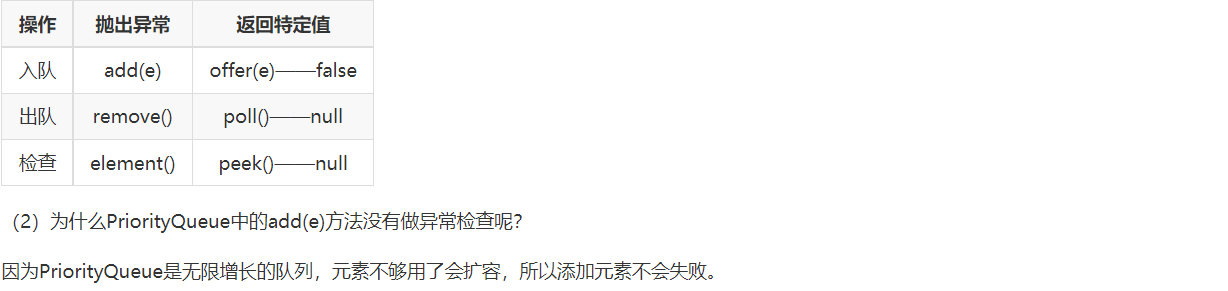 操作 抛出异常 返回特定值
入队 add(e) offer(e)——false
出队 remove() poll()——null
检查 element() peek()——null
（2）为什么PriorityQueue中的add(e)方法没有做异常检查呢？
因为PriorityQueue是无限增长的队列，元素不够用了会扩容，所以添加元素不会失败。